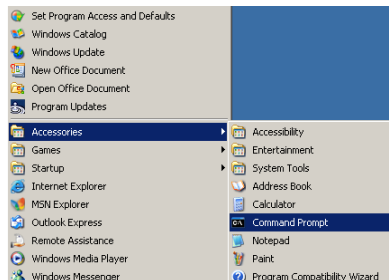 Set Program Access and Defaults
Windows Catalog
Windows Update
New Office Document
Open Office Document
Program Updates
Accessories
Games
Startup
Internet Explorer
MSN Explorer
Outlook Express
Remote Assistance
Windows Media Player
Windows Messenger
Accessibility
Entertainment
System Tools
Address Book
Calculator
Command Prompt
Notepad
Paint
Program Compatibility Wizard